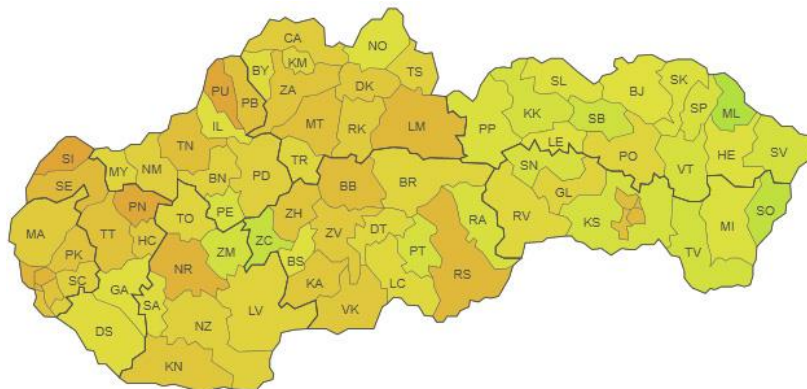 CA
NO
BY
KM
TS
PU
PB
ZA
DK
IL
MT
RK
LM
PP
KK
SL
SB
BJ
SK
SP
ML
LE
PO
VT
HE
SV
SI
MY
NM
TN
BN
PD
TR
SE
PN
TO
PE
BB
BR
SN
GL
RV
KS
MI
SO
TV
MA
TT
HC
PK
SC
NR
ZM
ZC
ZH
BS
ZV
DT
PT
RA
GA
SA
LV
KA
VK
LC
RS
DS
NZ
KN